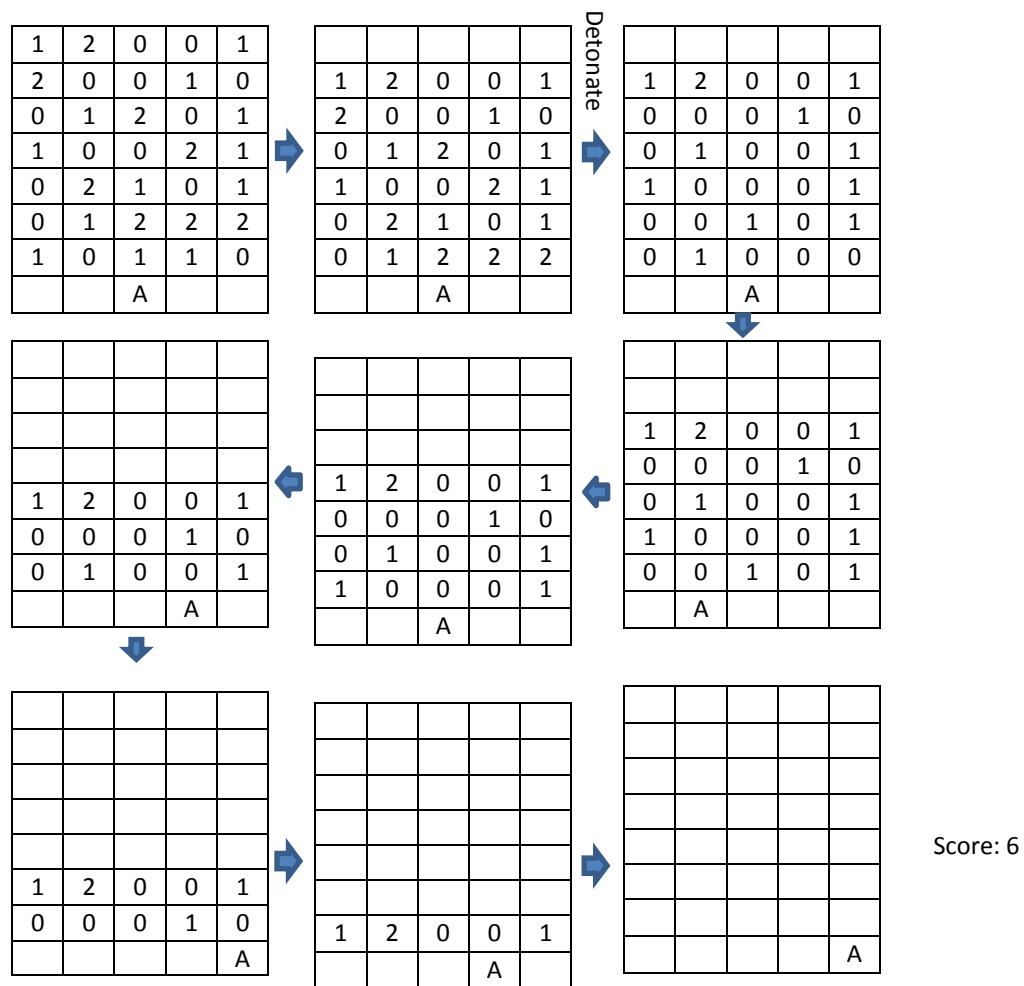 1 2 0 0 1
2 0 0 1 0
0 1 2 0 1
1 0 0 2 1
0 2 1 0 1
0 1 2 2 2
1 0 1 1 0
A
1 2 0 0 1
2 0 0 1 0
0 1 2 0 1
1 0 0 2 1
0 2 1 0 1
0 1 2 2 2
A
Detonate
1 2 0 0 1
0 0 0 1 0
0 1 0 0 1
1 0 0 0 1
0 0 1 0 1
0 1 0 0 0
A
1 2 0 0 1
0 0 0 1 0
0 1 0 0 1
1 0 0 0 1
0 0 1 0 1
A
1 2 0 0 1
0 0 0 1 0
0 1 0 0 1
1 0 0 0 1
A
1 2 0 0 1
0 0 0 1 0
0 1 0 0 1
A
1 2 0 0 1
0 0 0 1 0
A
1 2 0 0 1
A
A
Score: 6